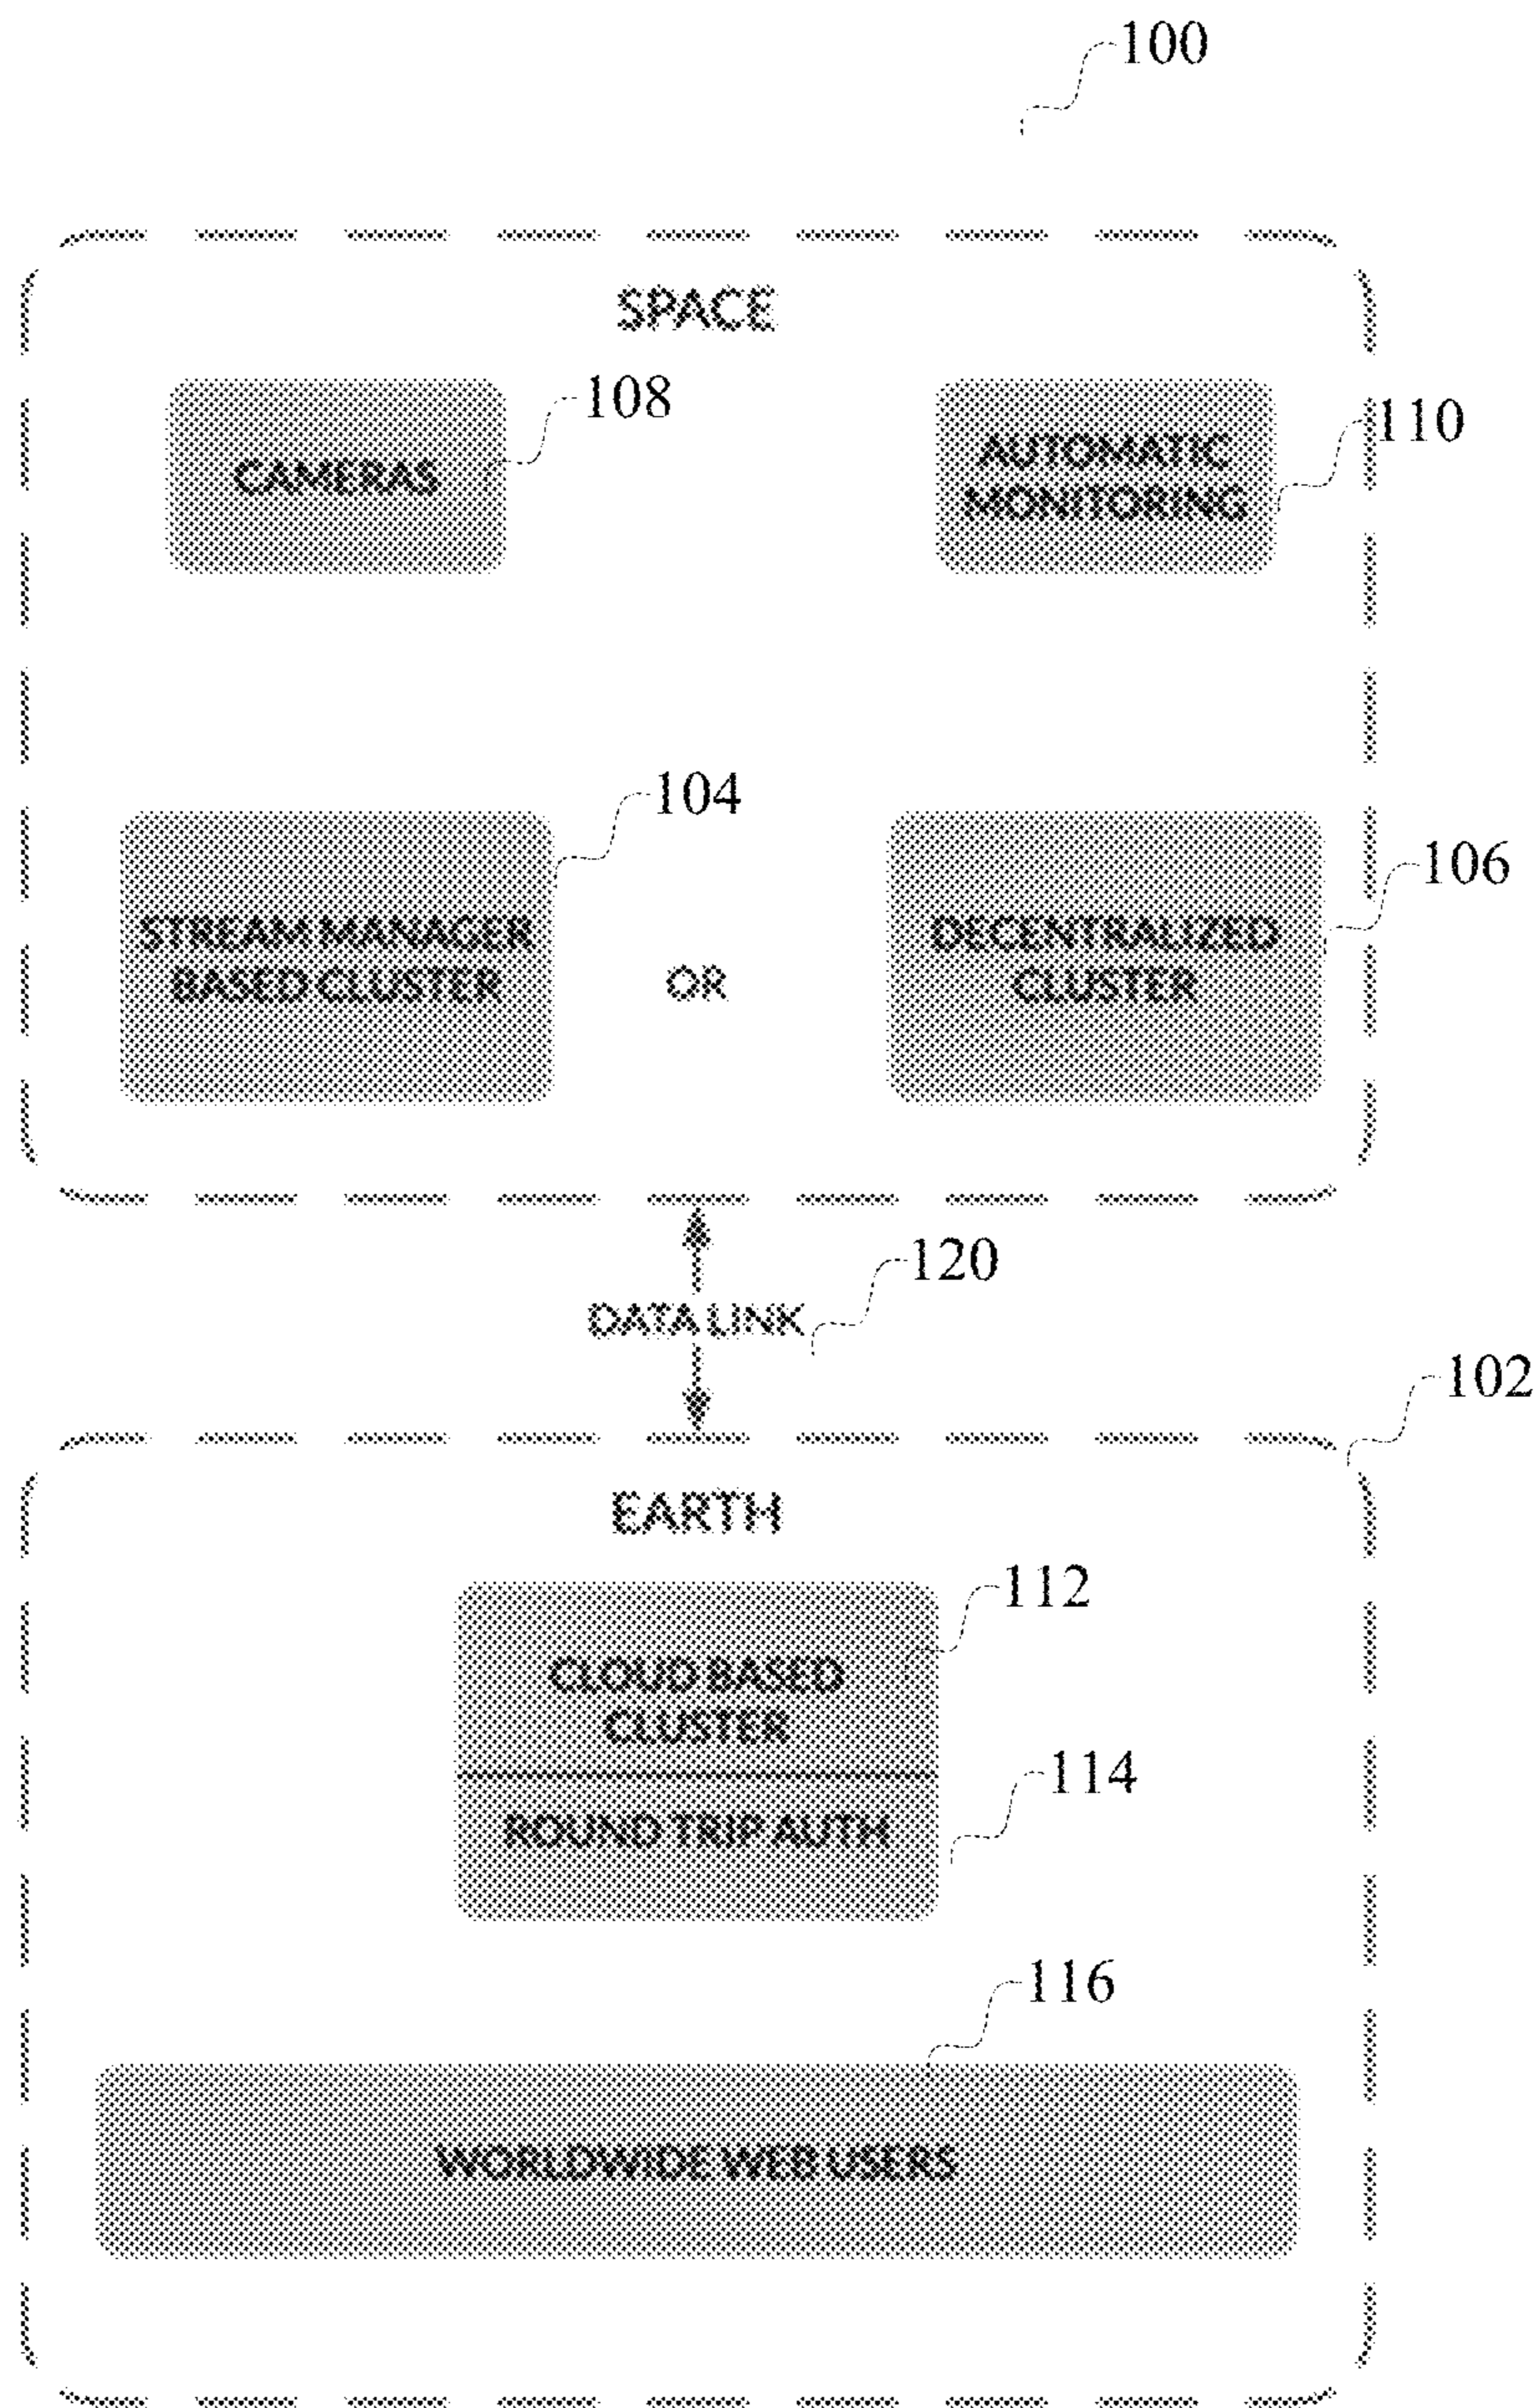 100
SPACE
108
CAMERAS
110
AUTOMATIC
MONITORING
104
STREAM MANAGER
BASED CLUSTER
OR
106
DECENTRALIZED
CLUSTER
120
DATA LINK
102
EARTH
112
CLOUD BASED
CLUSTER
114
ROUND TRIP AUTH
116
WORLDWIDE WEB USERS